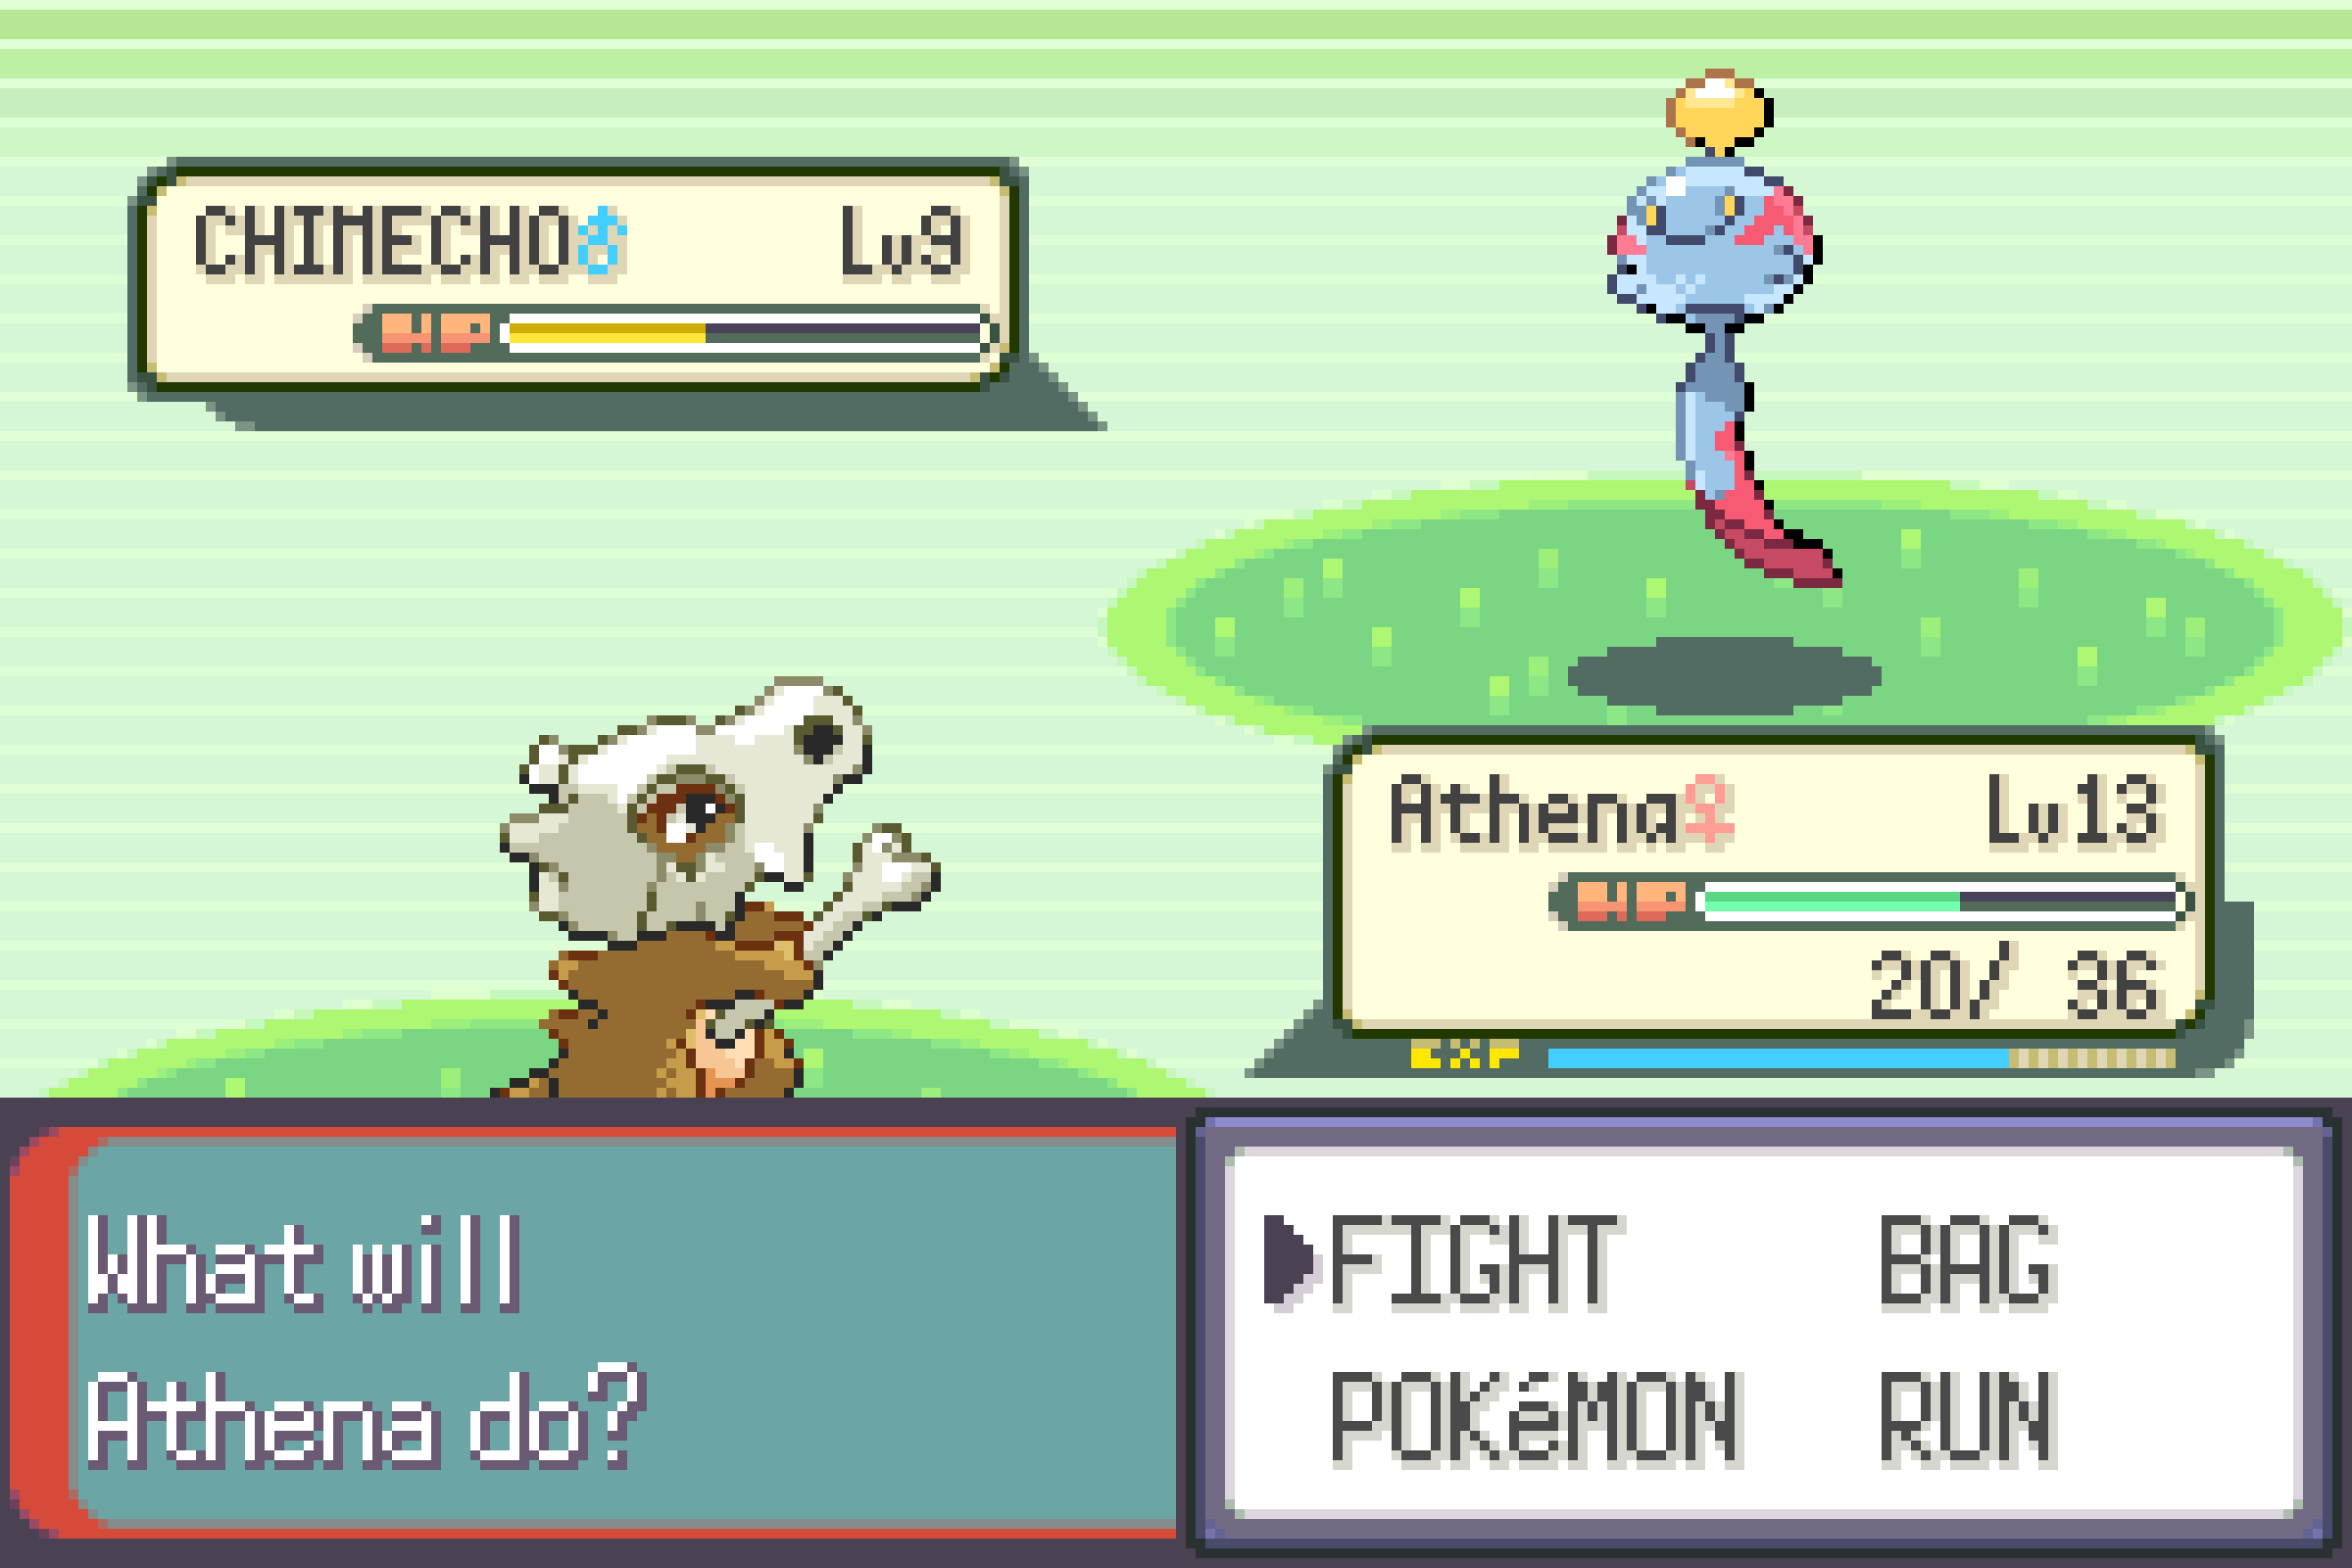 CHIMECHO♂ Lv9
HP
Athena♀ Lv13
HP
20/ 36
EXP
What will
Athena do?
FIGHT BAG
POKéMON RUN